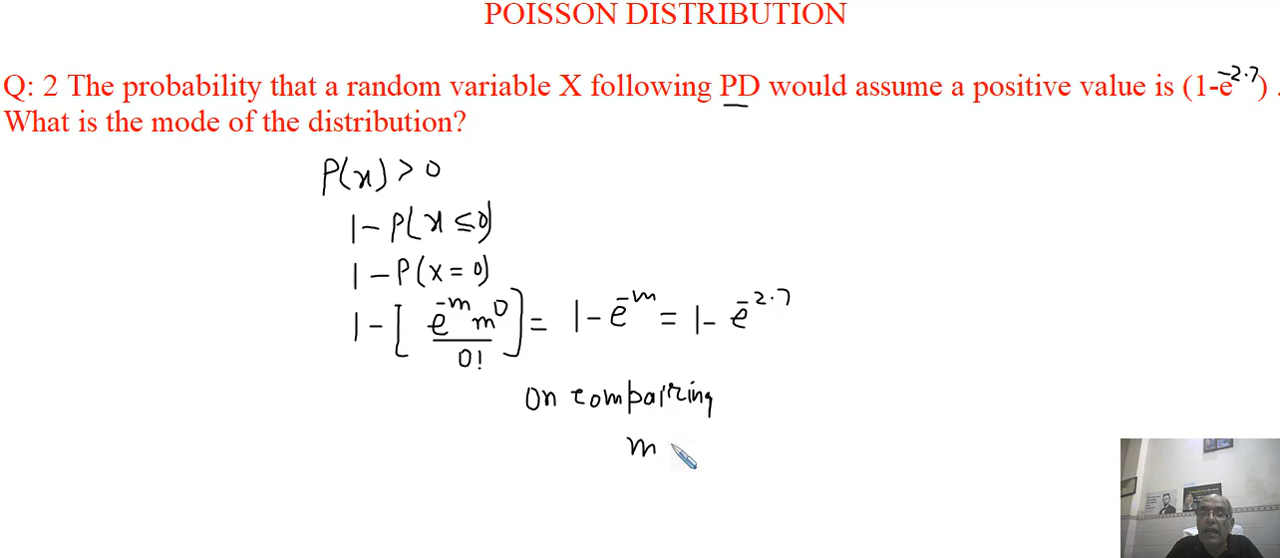 POISSON DISTRIBUTION
Q: 2 The probability that a random variable X following PD would assume a positive value is (1-e^-2.7) .
What is the mode of the distribution?
P(x) > 0
1 - P(x ≤ 0)
1 - P(x = 0)
1 - [e^-m m^0 / 0!] = 1 - e^-m = 1 - e^-2.7
On compairing
m